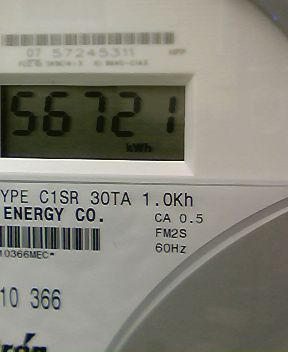 07 57245311
56721
kWh
YPE C1SR 30TA 1.0Kh
ENERGY CO.
CA 0.5
FM2S
60Hz
10366MEC*
10 366